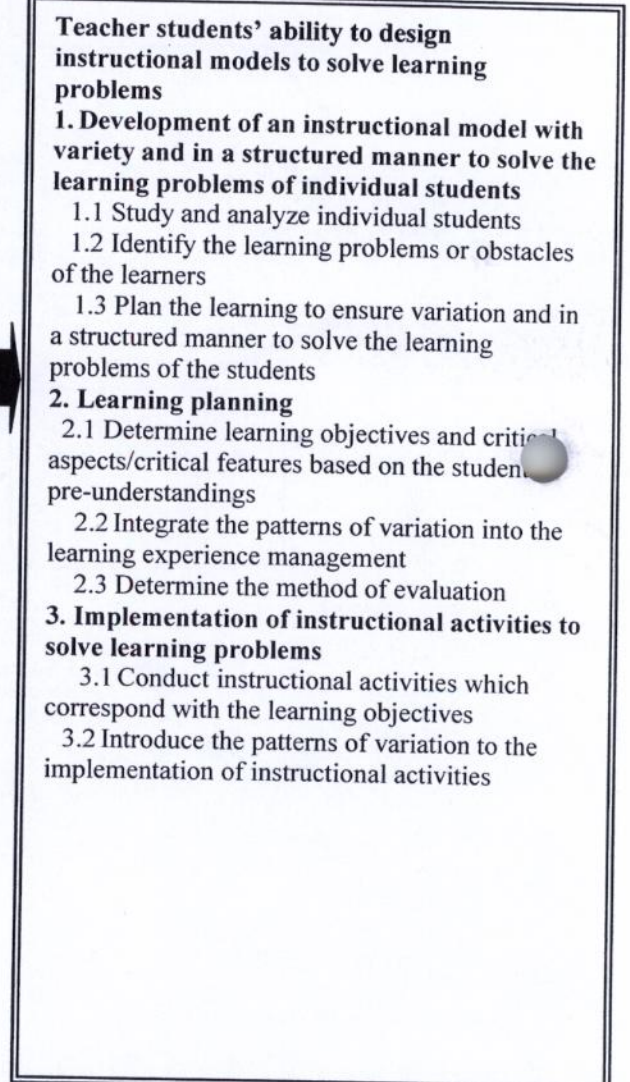 Teacher students' ability to design
instructional models to solve learning
problems
1. Development of an instructional model with
variety and in a structured manner to solve the
learning problems of individual students
1.1 Study and analyze individual students
1.2 Identify the learning problems or obstacles
of the learners
1.3 Plan the learning to ensure variation and in
a structured manner to solve the learning
problems of the students
2. Learning planning
2.1 Determine learning objectives and critical
aspects/critical features based on the
pre-understandings
2.2 Integrate the patterns of variation into the
learning experience management
2.3 Determine the method of evaluation
3. Implementation of instructional activities to
solve learning problems
3.1 Conduct instructional activities which
correspond with the learning objectives
3.2 Introduce the patterns of variation to the
implementation of instructional activities